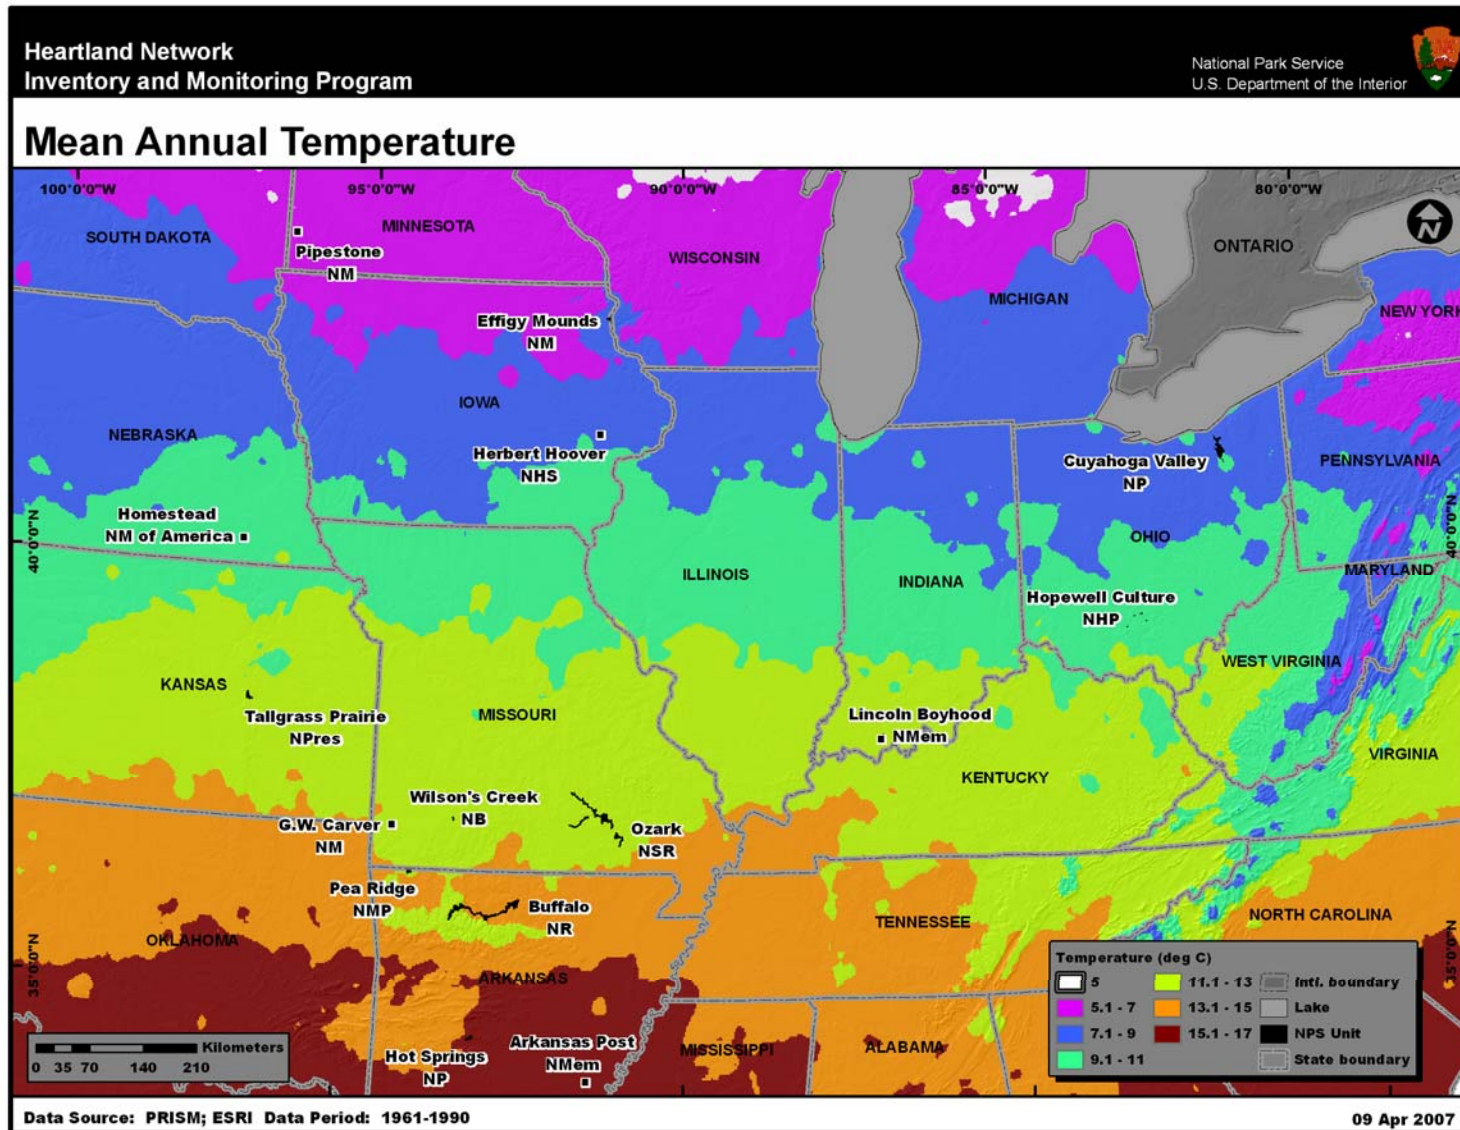 Heartland Network
Inventory and Monitoring Program
National Park Service
U.S. Department of the Interior
Mean Annual Temperature
100°0'0"W
95°0'0"W
90°0'0"W
85°0'0"W
80°0'0"W
SOUTH DAKOTA
MINNESOTA
WISCONSIN
MICHIGAN
ONTARIO
NEW YORK
N
Pipestone
NM
Effigy Mounds
NM
IOWA
NEBRASKA
Herbert Hoover
NHS
Cuyahoga Valley
NP
PENNSYLVANIA
Homestead
NM of America
40°0'0"N
OHIO
40°0'0"N
ILLINOIS
INDIANA
MARYLAND
Hopewell Culture
NHP
KANSAS
WEST VIRGINIA
Tallgrass Prairie
NPres
MISSOURI
Lincoln Boyhood
NMem
KENTUCKY
VIRGINIA
Wilson's Creek
NB
G.W. Carver
NM
Ozark
NSR
Pea Ridge
NMP
Buffalo
NR
TENNESSEE
NORTH CAROLINA
OKLAHOMA
ARKANSAS
35°0'0"N
35°0'0"N
Hot Springs
NP
Arkansas Post
NMem
MISSISSIPPI
ALABAMA
Temperature (deg C)
5
5.1 - 7
7.1 - 9
9.1 - 11
11.1 - 13
13.1 - 15
15.1 - 17
Intl. boundary
Lake
NPS Unit
State boundary
Kilometers
0 35 70 140 210
Data Source: PRISM; ESRI Data Period: 1961-1990
09 Apr 2007